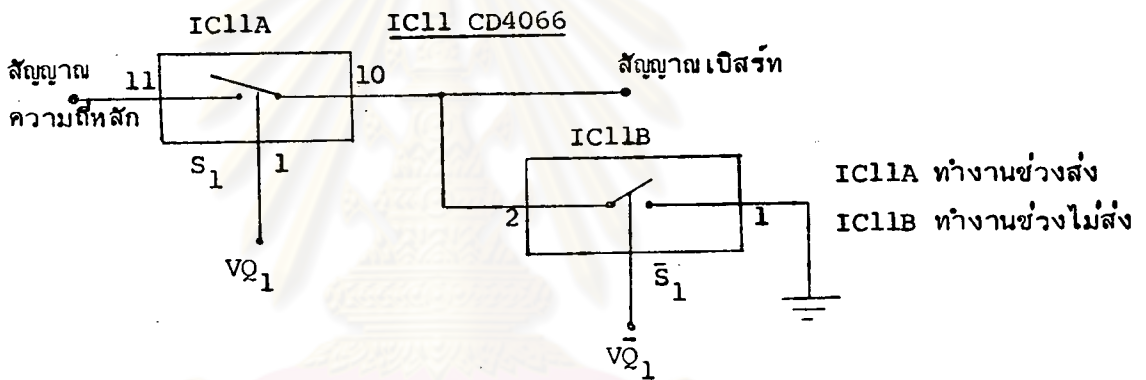 IC11A
IC11 CD4066
สัญญาณ
ความถี่หลัก
11
10
สัญญาณเบิสร์ท
S1
1
VQ1
IC11B
2
1
S̄1
VQ̄1
IC11A ทำงานช่วงส่ง
IC11B ทำงานช่วงไม่ส่ง